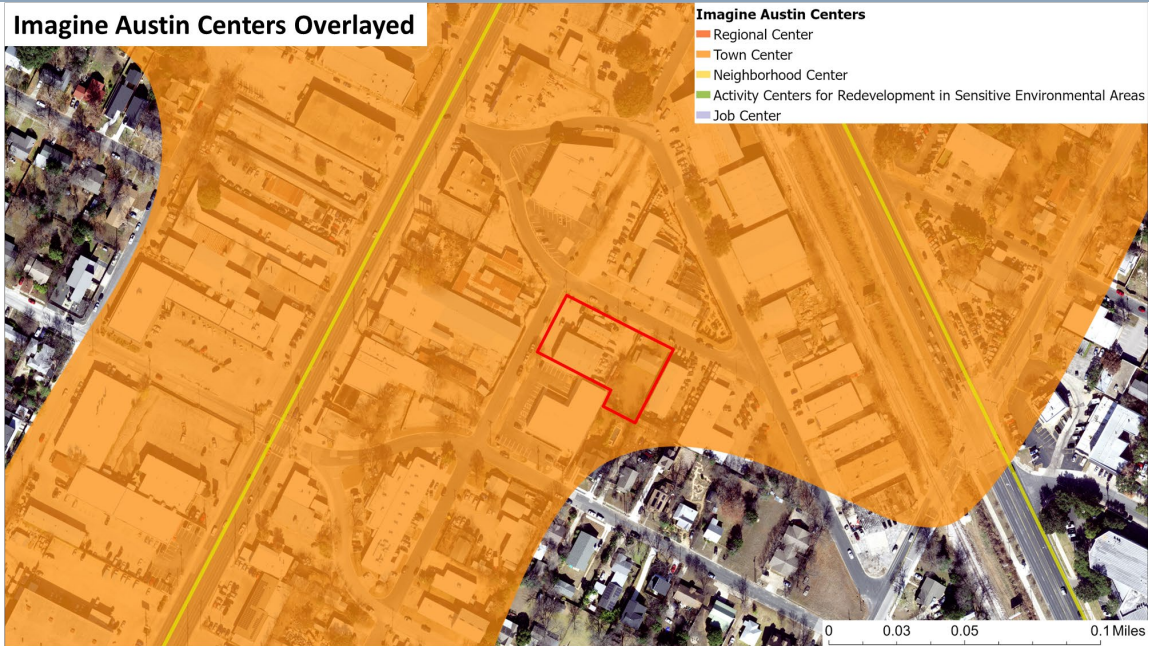 Imagine Austin Centers Overlayed
Imagine Austin Centers
Regional Center
Town Center
Neighborhood Center
Activity Centers for Redevelopment in Sensitive Environmental Areas
Job Center
0 0.03 0.05 0.1 Miles